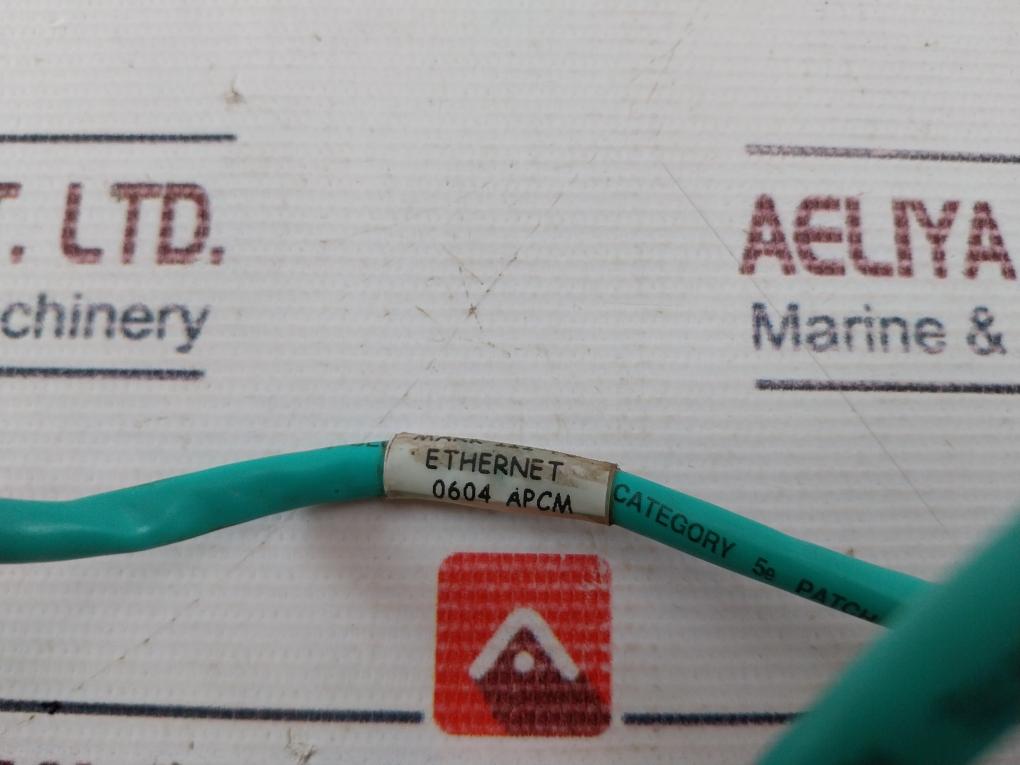 T. LTD.
chinery
AELIYA
Marine &
ETHERNET
0604 APCM
CATEGORY 5e PATCH